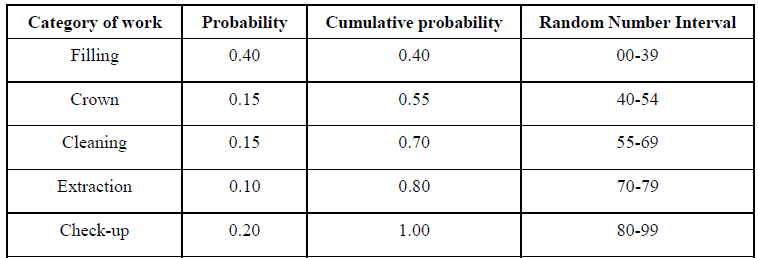 Category of work Probability Cumulative probability Random Number Interval
Filling 0.40 0.40 00-39
Crown 0.15 0.55 40-54
Cleaning 0.15 0.70 55-69
Extraction 0.10 0.80 70-79
Check-up 0.20 1.00 80-99